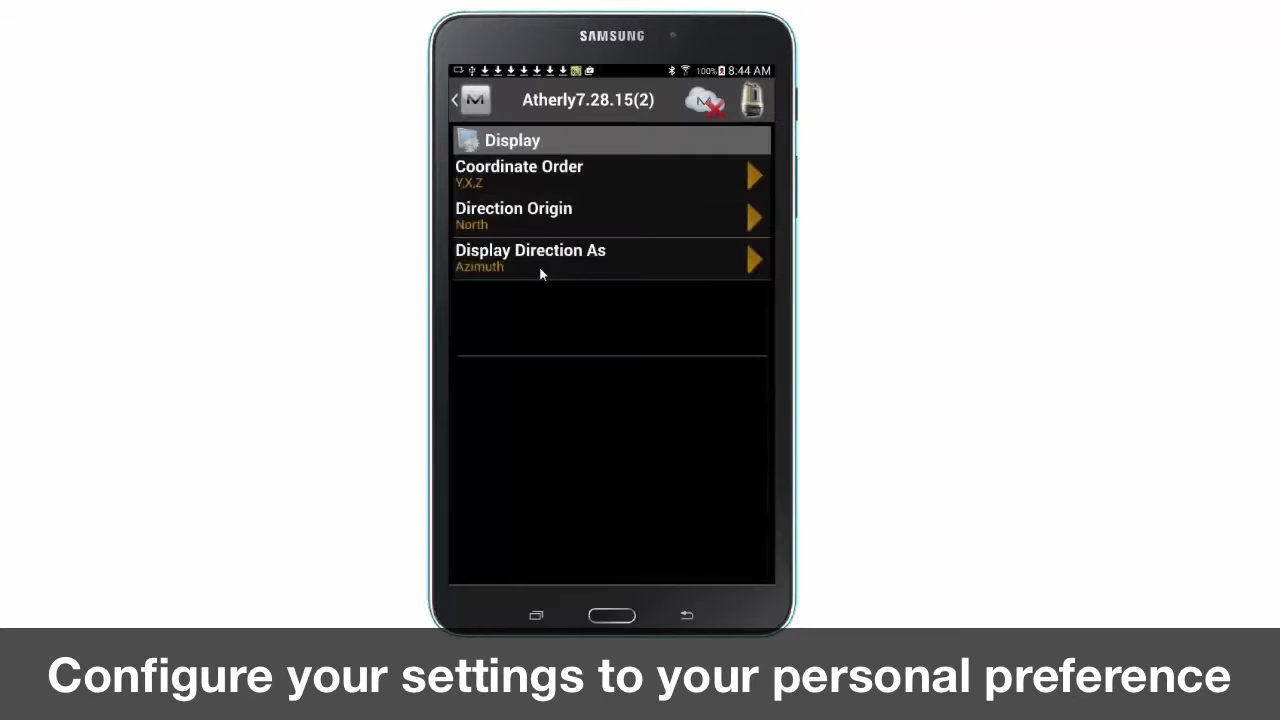 SAMSUNG
100% 8:44 AM
M Atherly7.28.15(2) M
Display
Coordinate Order
Y,X,Z
Direction Origin
North
Display Direction As
Azimuth
Configure your settings to your personal preference